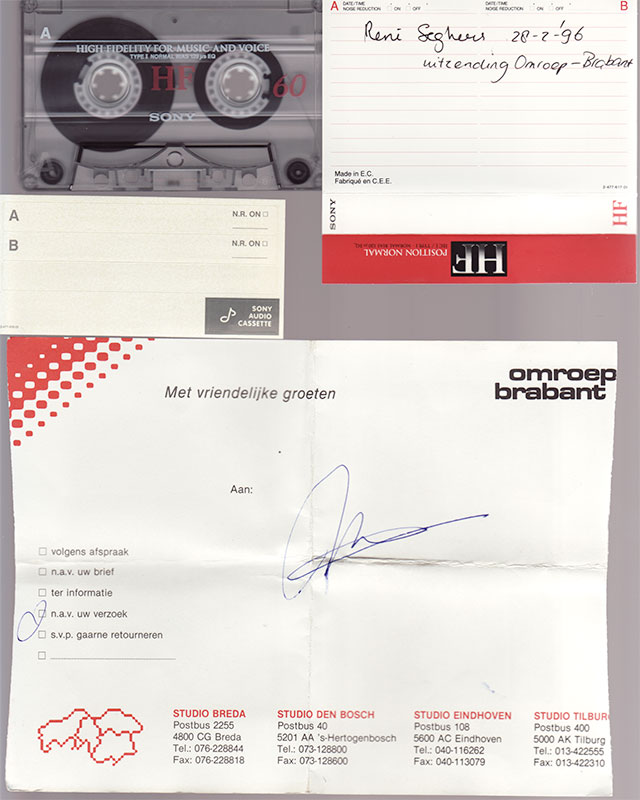 A
HIGH FIDELITY FOR MUSIC AND VOICE
TYPE I NORMAL BIAS 120 µs EQ
HF
60
SONY
A DATE/TIME
NOISE REDUCTION ON OFF
DATE/TIME B
NOISE REDUCTION ON OFF
René Seghers 28-2-'96
uitzending Omroep-Brabant
Made in E.C.
Fabriqué en C.E.E.
SONY
HF
POSITION NORMAL
HF
A N.R. ON
B N.R. ON
SONY
AUDIO
CASSETTE
omroep
brabant
Met vriendelijke groeten
Aan:
volgens afspraak
n.a.v. uw brief
ter informatie
n.a.v. uw verzoek
s.v.p. gaarne retourneren
STUDIO BREDA
Postbus 2255
4800 CG Breda
Tel.: 076-228844
Fax: 076-228818
STUDIO DEN BOSCH
Postbus 40
5201 AA 's-Hertogenbosch
Tel.: 073-128800
Fax: 073-128600
STUDIO EINDHOVEN
Postbus 108
5600 AC Eindhoven
Tel.: 040-116262
Fax: 040-113079
STUDIO TILBUR
Postbus 400
5000 AK Tilburg
Tel.: 013-422555
Fax: 013-422310